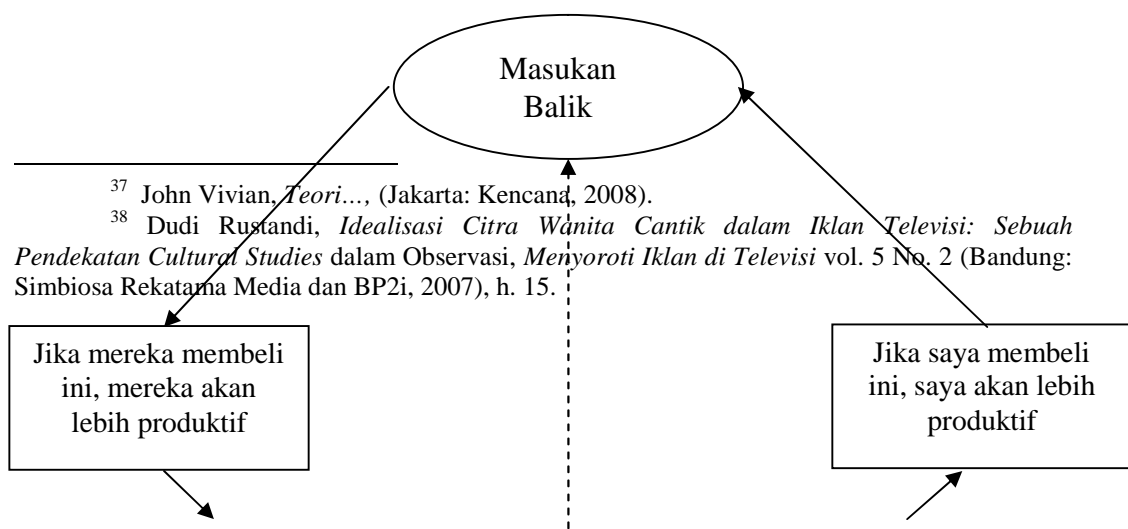 Masukan
Balik
37 John Vivian, Teori..., (Jakarta: Kencana, 2008).
38 Dudi Rustandi, Idealisasi Citra Wanita Cantik dalam Iklan Televisi: Sebuah
Pendekatan Cultural Studies dalam Observasi, Menyoroti Iklan di Televisi vol. 5 No. 2 (Bandung:
Simbiosa Rekatama Media dan BP2i, 2007), h. 15.
Jika mereka membeli
ini, mereka akan
lebih produktif
Jika saya membeli
ini, saya akan lebih
produktif